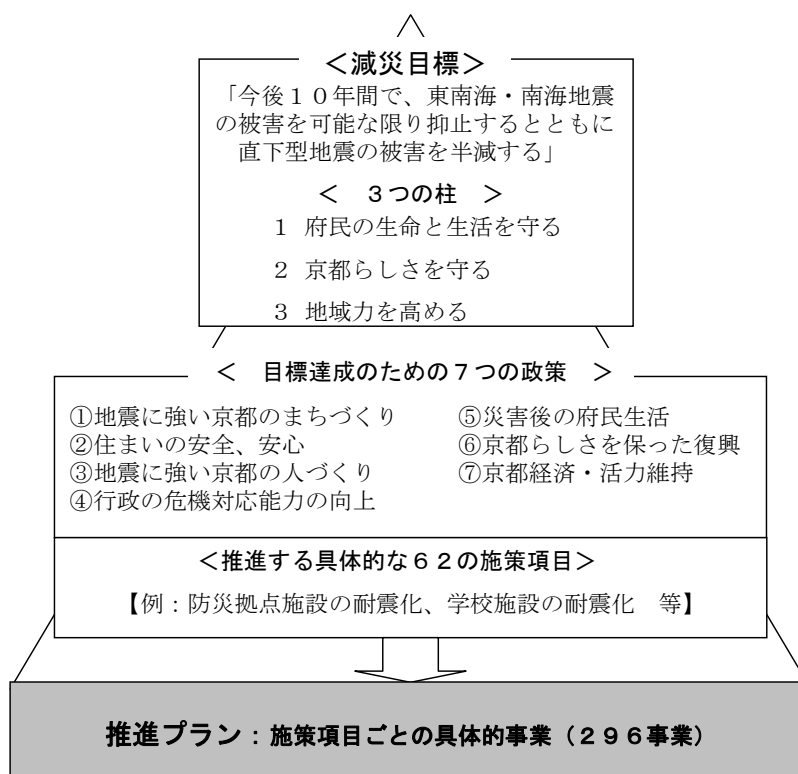 ＜減災目標＞
「今後１０年間で、東南海・南海地震
の被害を可能な限り抑止するとともに
直下型地震の被害を半減する」
＜　３つの柱　＞
１ 府民の生命と生活を守る
２ 京都らしさを守る
３ 地域力を高める
＜　目標達成のための７つの政策　＞
①地震に強い京都のまちづくり
②住まいの安全、安心
③地震に強い京都の人づくり
④行政の危機対応能力の向上
⑤災害後の府民生活
⑥京都らしさを保った復興
⑦京都経済・活力維持
＜推進する具体的な６２の施策項目＞
【例：防災拠点施設の耐震化、学校施設の耐震化　等】
推進プラン：施策項目ごとの具体的事業（２９６事業）